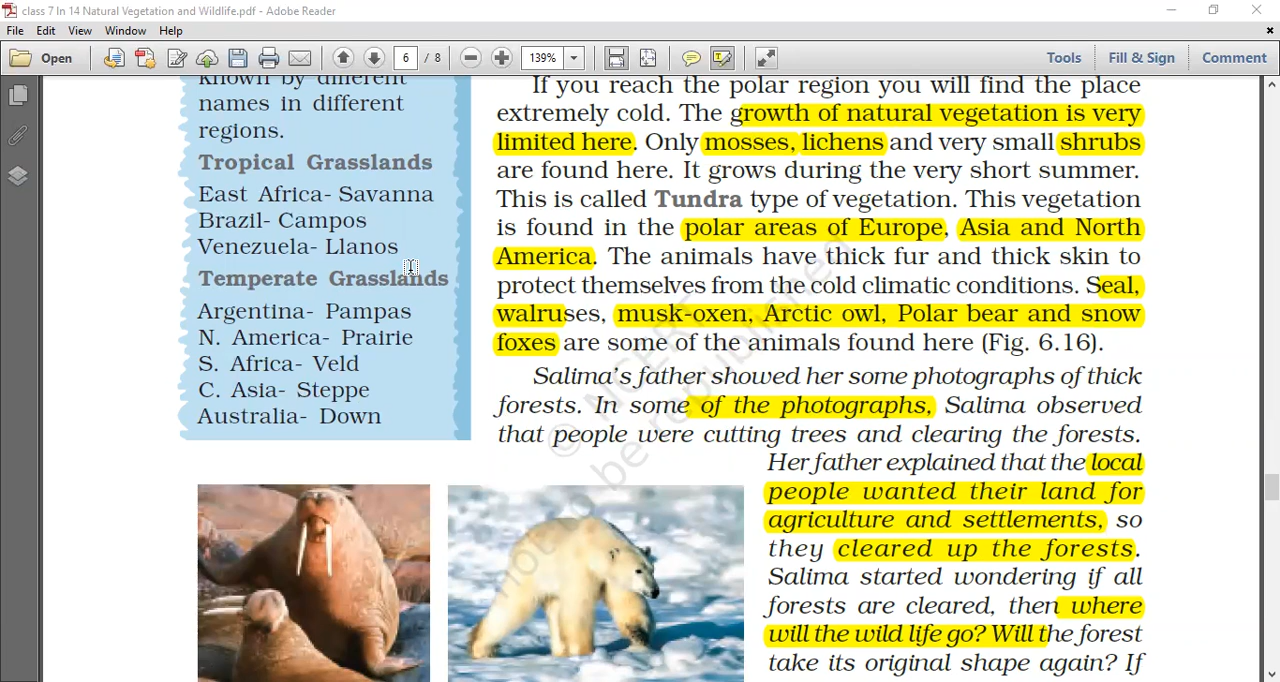 class 7 ln 14 Natural Vegetation and Wildlife.pdf - Adobe Reader
File Edit View Window Help
Open 6 / 8 139% Tools Fill & Sign Comment
known by different
names in different
regions.
Tropical Grasslands
East Africa- Savanna
Brazil- Campos
Venezuela- Llanos
Temperate Grasslands
Argentina- Pampas
N. America- Prairie
S. Africa- Veld
C. Asia- Steppe
Australia- Down
If you reach the polar region you will find the place
extremely cold. The growth of natural vegetation is very
limited here. Only mosses, lichens and very small shrubs
are found here. It grows during the very short summer.
This is called Tundra type of vegetation. This vegetation
is found in the polar areas of Europe, Asia and North
America. The animals have thick fur and thick skin to
protect themselves from the cold climatic conditions. Seal,
walruses, musk-oxen, Arctic owl, Polar bear and snow
foxes are some of the animals found here (Fig. 6.16).
Salima's father showed her some photographs of thick
forests. In some of the photographs, Salima observed
that people were cutting trees and clearing the forests.
Her father explained that the local
people wanted their land for
agriculture and settlements, so
they cleared up the forests.
Salima started wondering if all
forests are cleared, then where
will the wild life go? Will the forest
take its original shape again? If
© NCERT
not to be republished